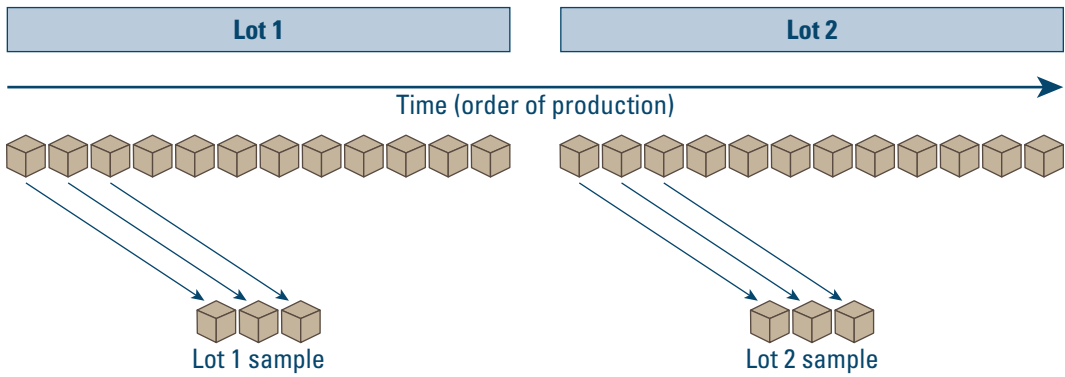 Lot 1
Lot 2
Time (order of production)
Lot 1 sample
Lot 2 sample